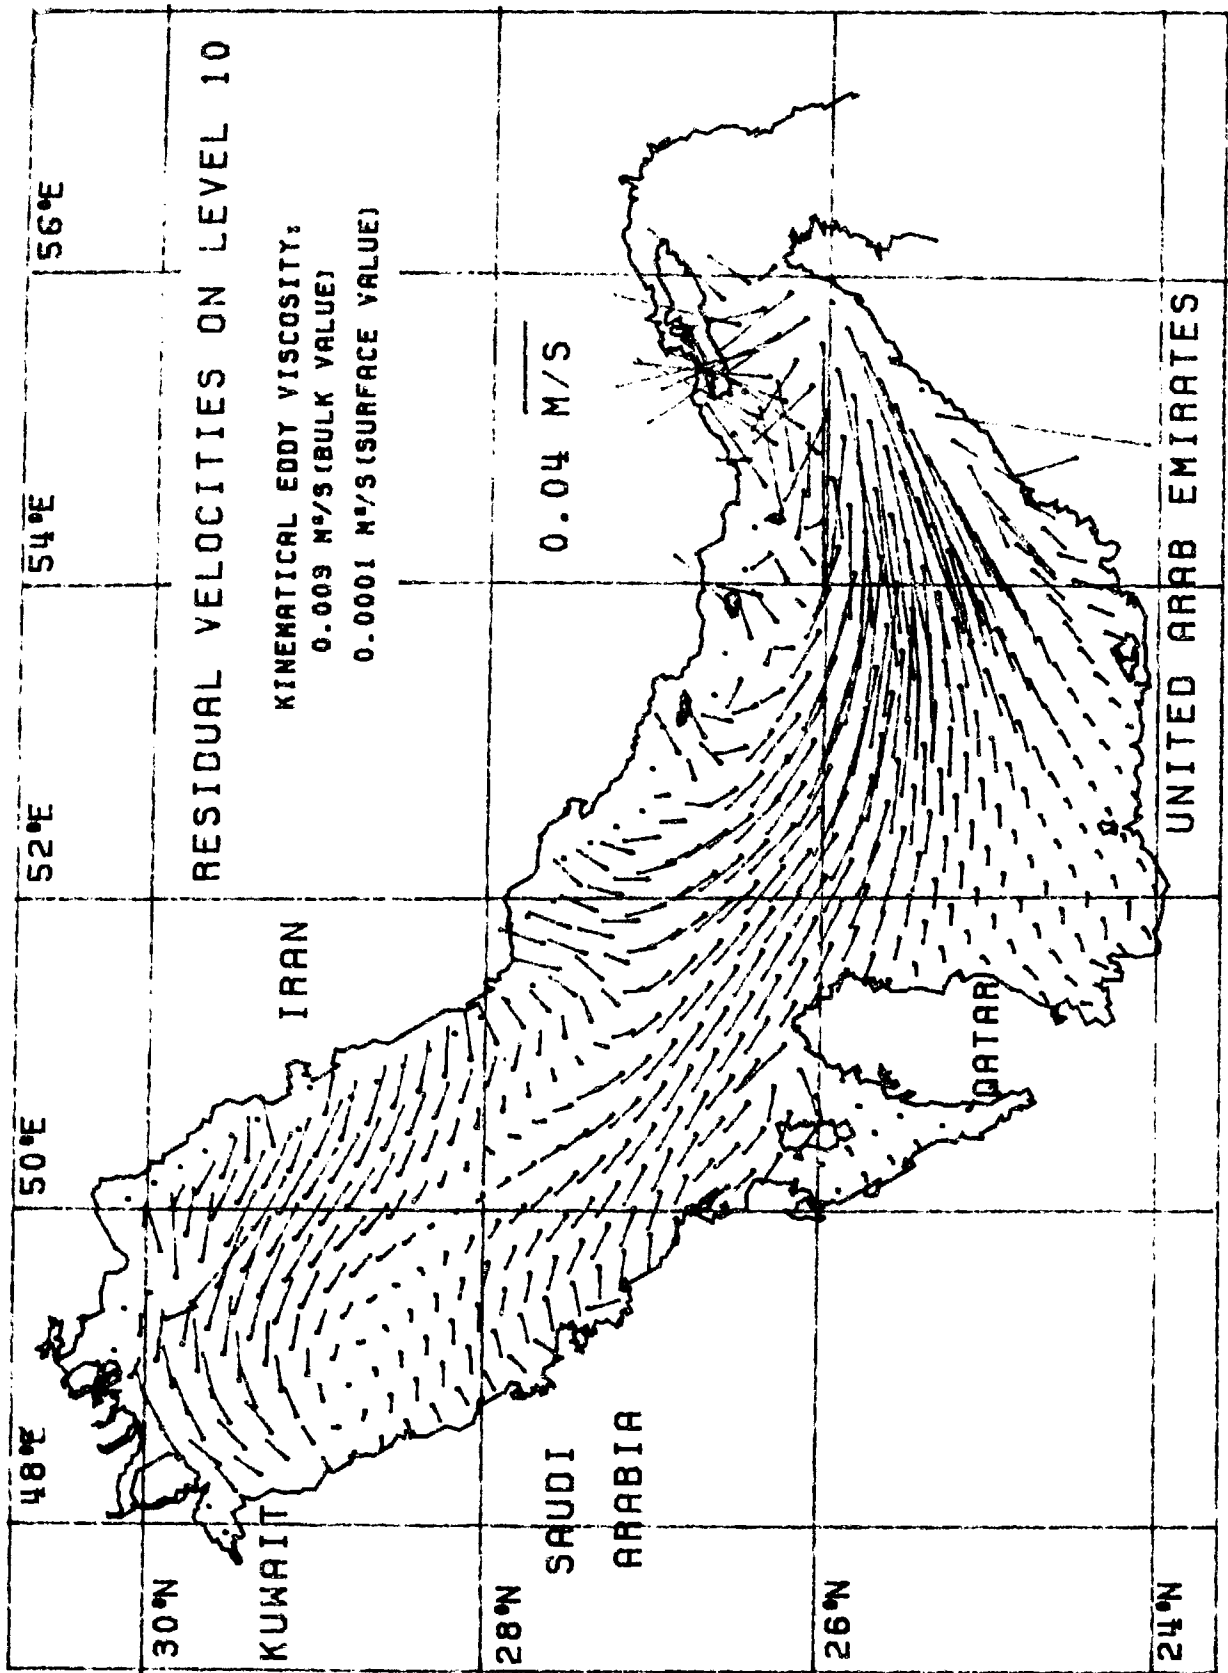 RESIDUAL VELOCITIES ON LEVEL 10
KINEMATICAL EDDY VISCOSITY:
0.003 M²/S (BULK VALUE)
0.0001 M²/S (SURFACE VALUE)
0.04 M/S
48°E
50°E
52°E
54°E
56°E
30°N
28°N
26°N
24°N
IRAN
KUWAIT
SAUDI
ARABIA
QATAR
UNITED ARAB EMIRATES